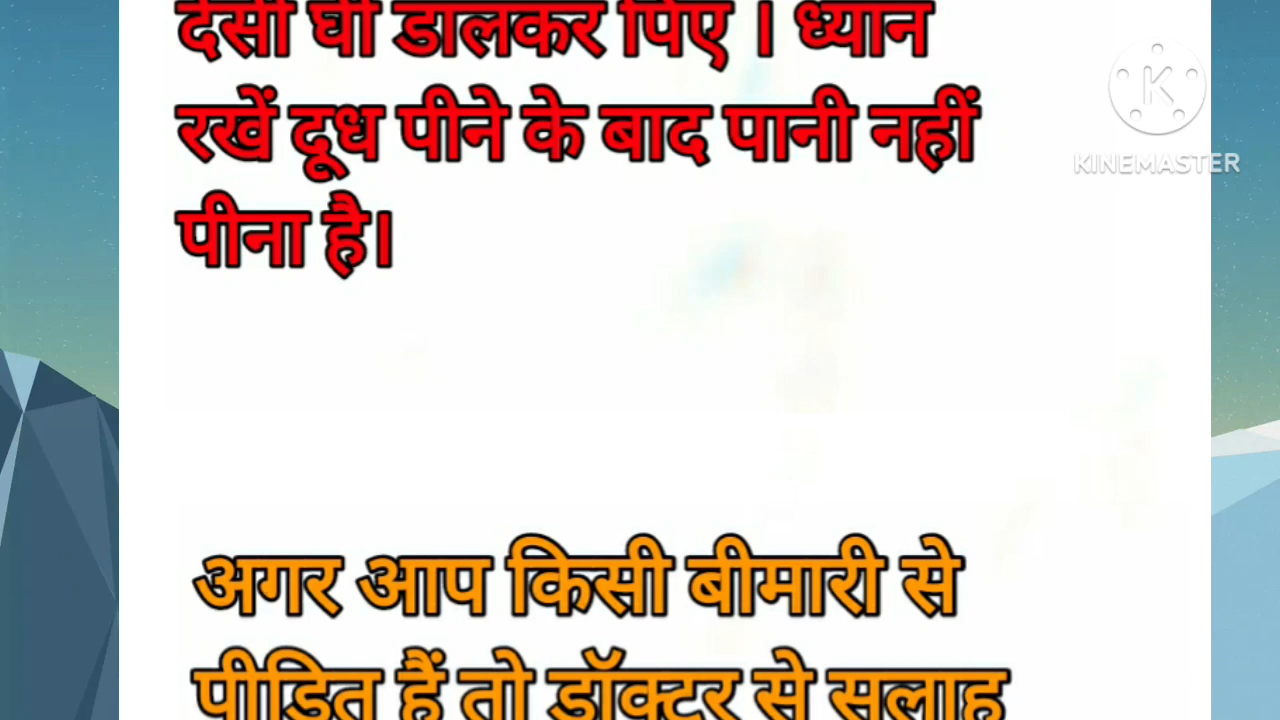 देसी घी डालकर पिए । ध्यान
रखें दूध पीने के बाद पानी नहीं
पीना है।
KINEMASTER
अगर आप किसी बीमारी से
पीड़ित हैं तो डॉक्टर से सलाह